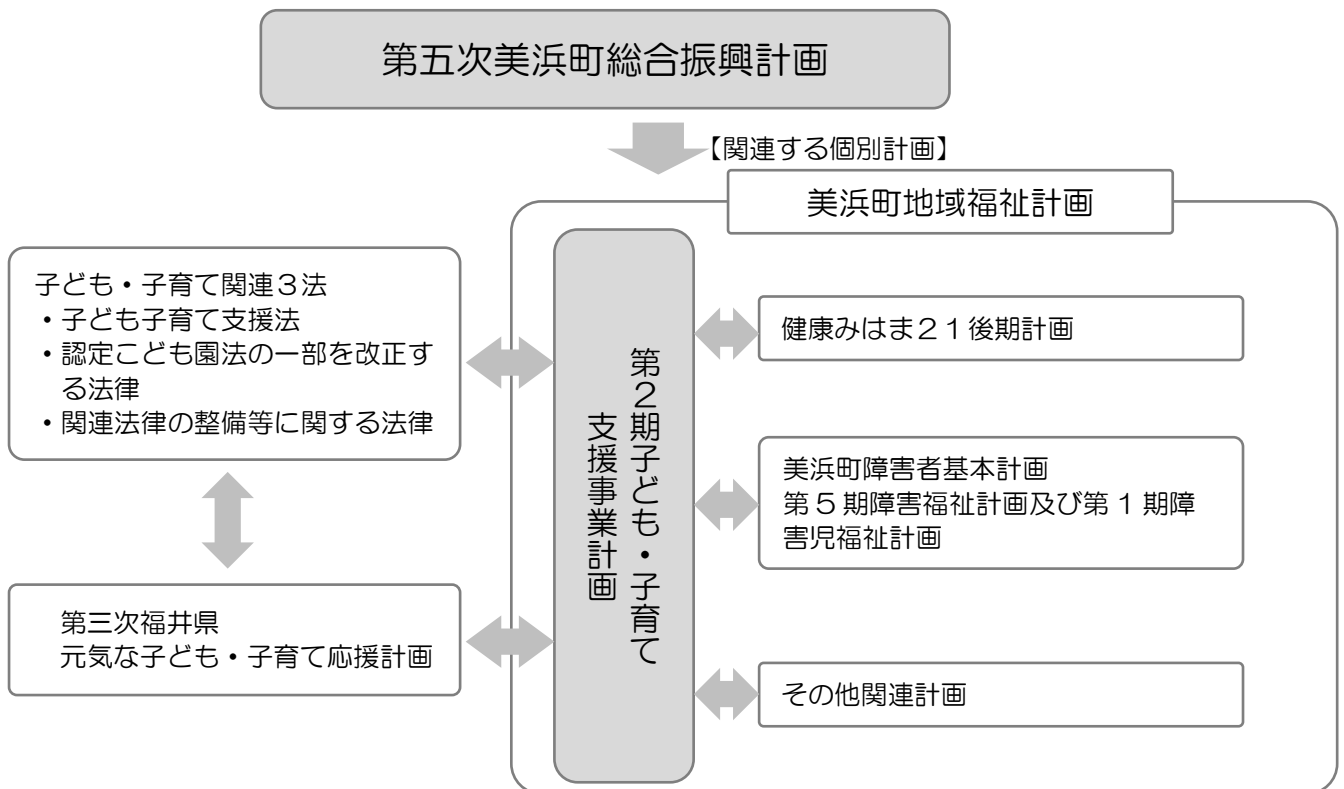 第五次美浜町総合振興計画
【関連する個別計画】
美浜町地域福祉計画
子ども・子育て関連３法
・子ども子育て支援法
・認定こども園法の一部を改正す
る法律
・関連法律の整備等に関する法律
第三次福井県
元気な子ども・子育て応援計画
第２期子ども・子育て
支援事業計画
健康みはま２１後期計画
美浜町障害者基本計画
第５期障害福祉計画及び第１期障
害児福祉計画
その他関連計画